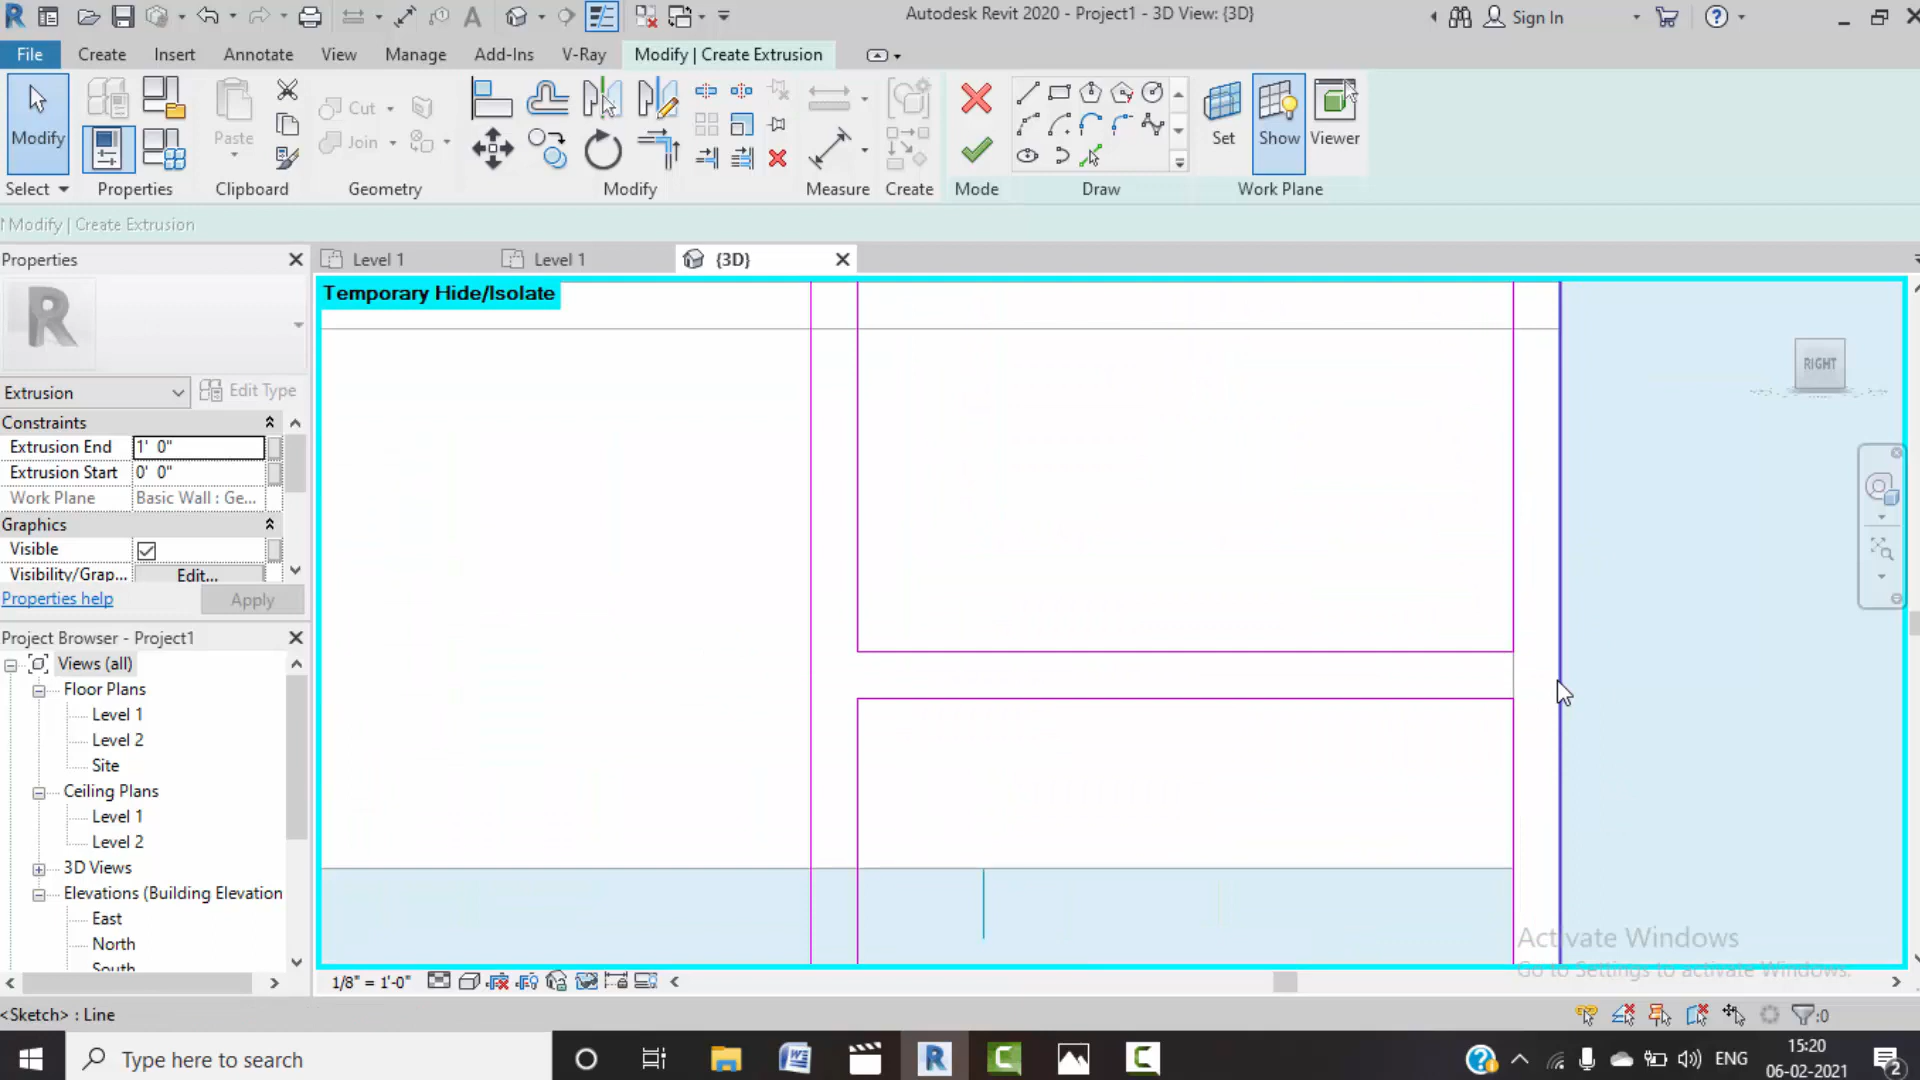 Autodesk Revit 2020 - Project1 - 3D View: {3D}
Sign In
File
Create
Insert
Annotate
View
Manage
Add-Ins
V-Ray
Modify | Create Extrusion
Modify
Paste
Cut
Join
Set
Show
Viewer
Select
Properties
Clipboard
Geometry
Modify
Measure
Create
Mode
Draw
Work Plane
Modify | Create Extrusion
Properties
Level 1
Level 1
{3D}
Temporary Hide/Isolate
RIGHT
Extrusion
Edit Type
Constraints
Extrusion End 1' 0"
Extrusion Start 0' 0"
Work Plane Basic Wall : Ge...
Graphics
Visible
Visibility/Grap... Edit...
Properties help
Apply
Project Browser - Project1
Views (all)
Floor Plans
Level 1
Level 2
Site
Ceiling Plans
Level 1
Level 2
3D Views
Elevations (Building Elevation
East
North
South
Activate Windows
Go to Settings to activate Windows.
1/8" = 1'-0"
<Sketch> : Line
:0
Type here to search
ENG
15:20
06-02-2021
2